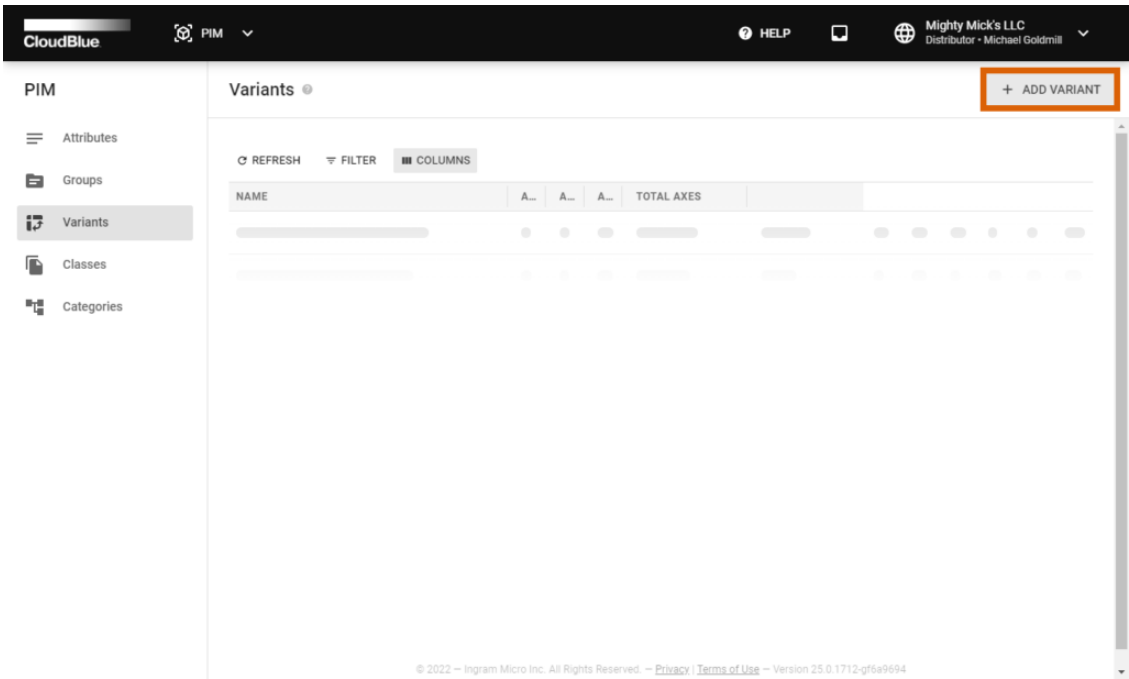 CloudBlue
PIM
HELP
Mighty Mick's LLC
Distributor • Michael Goldmill
PIM
Variants
+ ADD VARIANT
Attributes
Groups
Variants
Classes
Categories
REFRESH FILTER COLUMNS
NAME A... A... A... TOTAL AXES
© 2022 — Ingram Micro Inc. All Rights Reserved. — Privacy | Terms of Use — Version 25.0.1712-gf6a9694